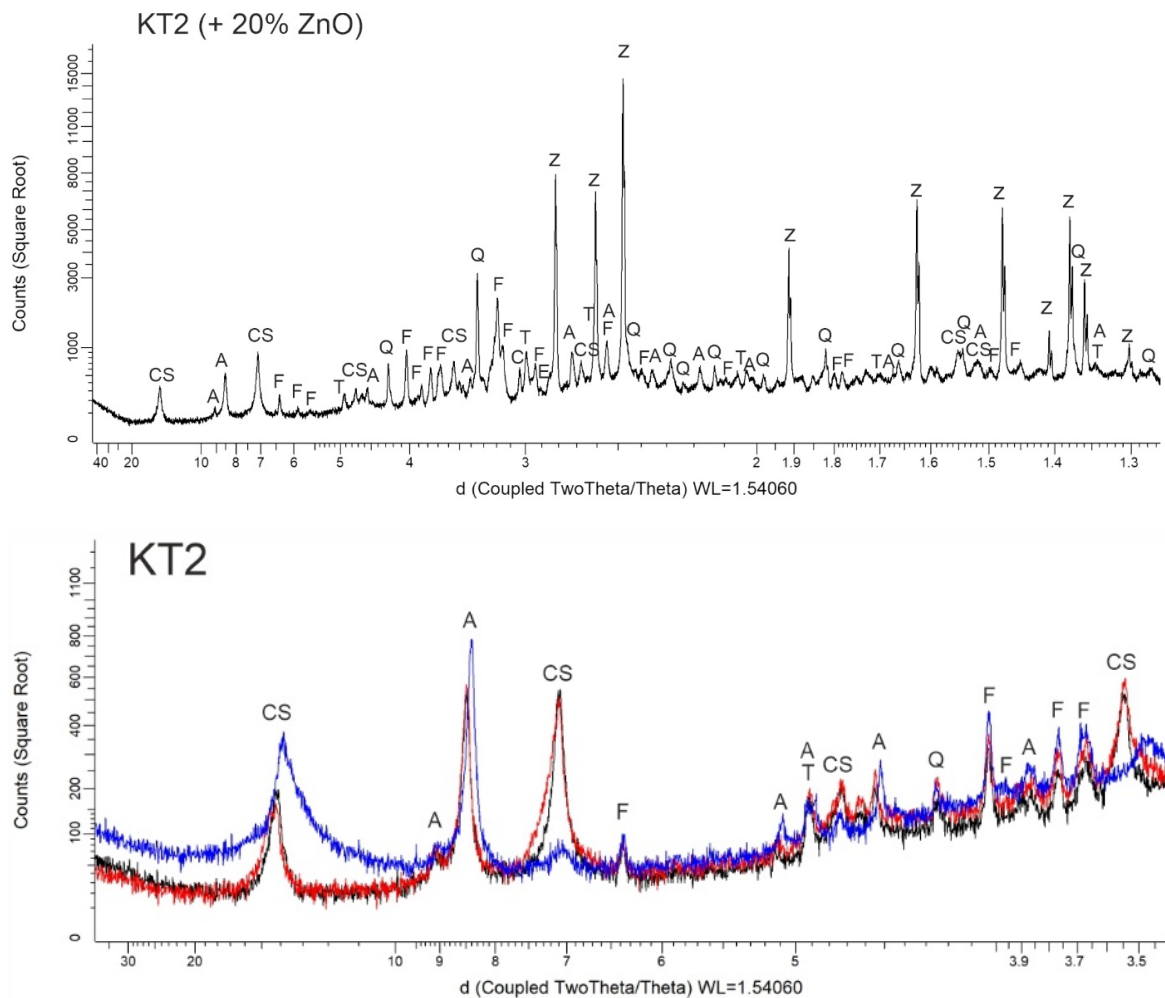 KT2 (+ 20% ZnO)
Counts (Square Root)
15000
11000
8000
5000
3000
1000
0
CS
A
A
CS
F
F
F
T
CS
A
Q
F
F
F
F
CS
A
Q
F
F
C
T
F
E
Z
A
CS
T
Z
A
F
Z
Q
F
A
Q
Q
A
Q
F
T
A
Q
Z
Q
F
F
T
A
Q
Z
CS
Q
CS
A
F
Z
F
Z
Z
Q
Z
A
T
Z
Q
40 20 10 9 8 7 6 5 4 3 2 1.9 1.8 1.7 1.6 1.5 1.4 1.3
d (Coupled TwoTheta/Theta) WL=1.54060
KT2
Counts (Square Root)
1100
800
600
400
200
100
0
CS
A
A
CS
F
A
A
T
CS
A
Q
F
F
A
F
F
CS
30 20 10 9 8 7 6 5 3.9 3.7 3.5
d (Coupled TwoTheta/Theta) WL=1.54060